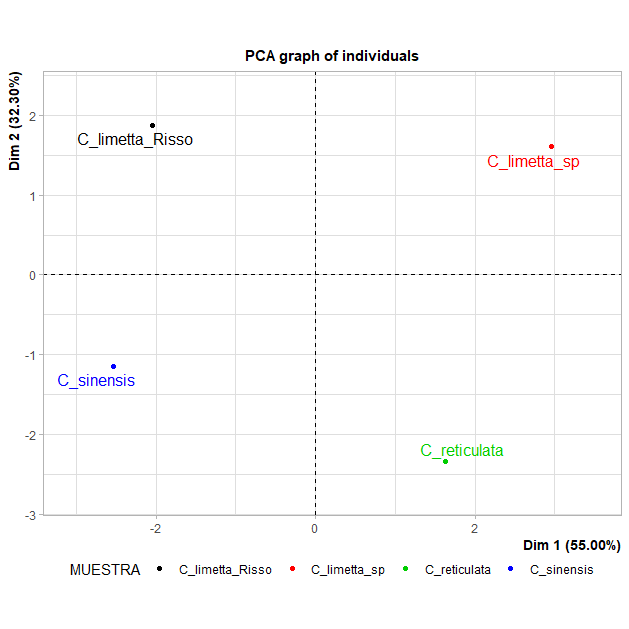 PCA graph of individuals
Dim 2 (32.30%)
2
1
0
-1
-2
-3
C_limetta_Risso
C_limetta_sp
C_sinensis
C_reticulata
-2
0
2
Dim 1 (55.00%)
MUESTRA C_limetta_Risso C_limetta_sp C_reticulata C_sinensis